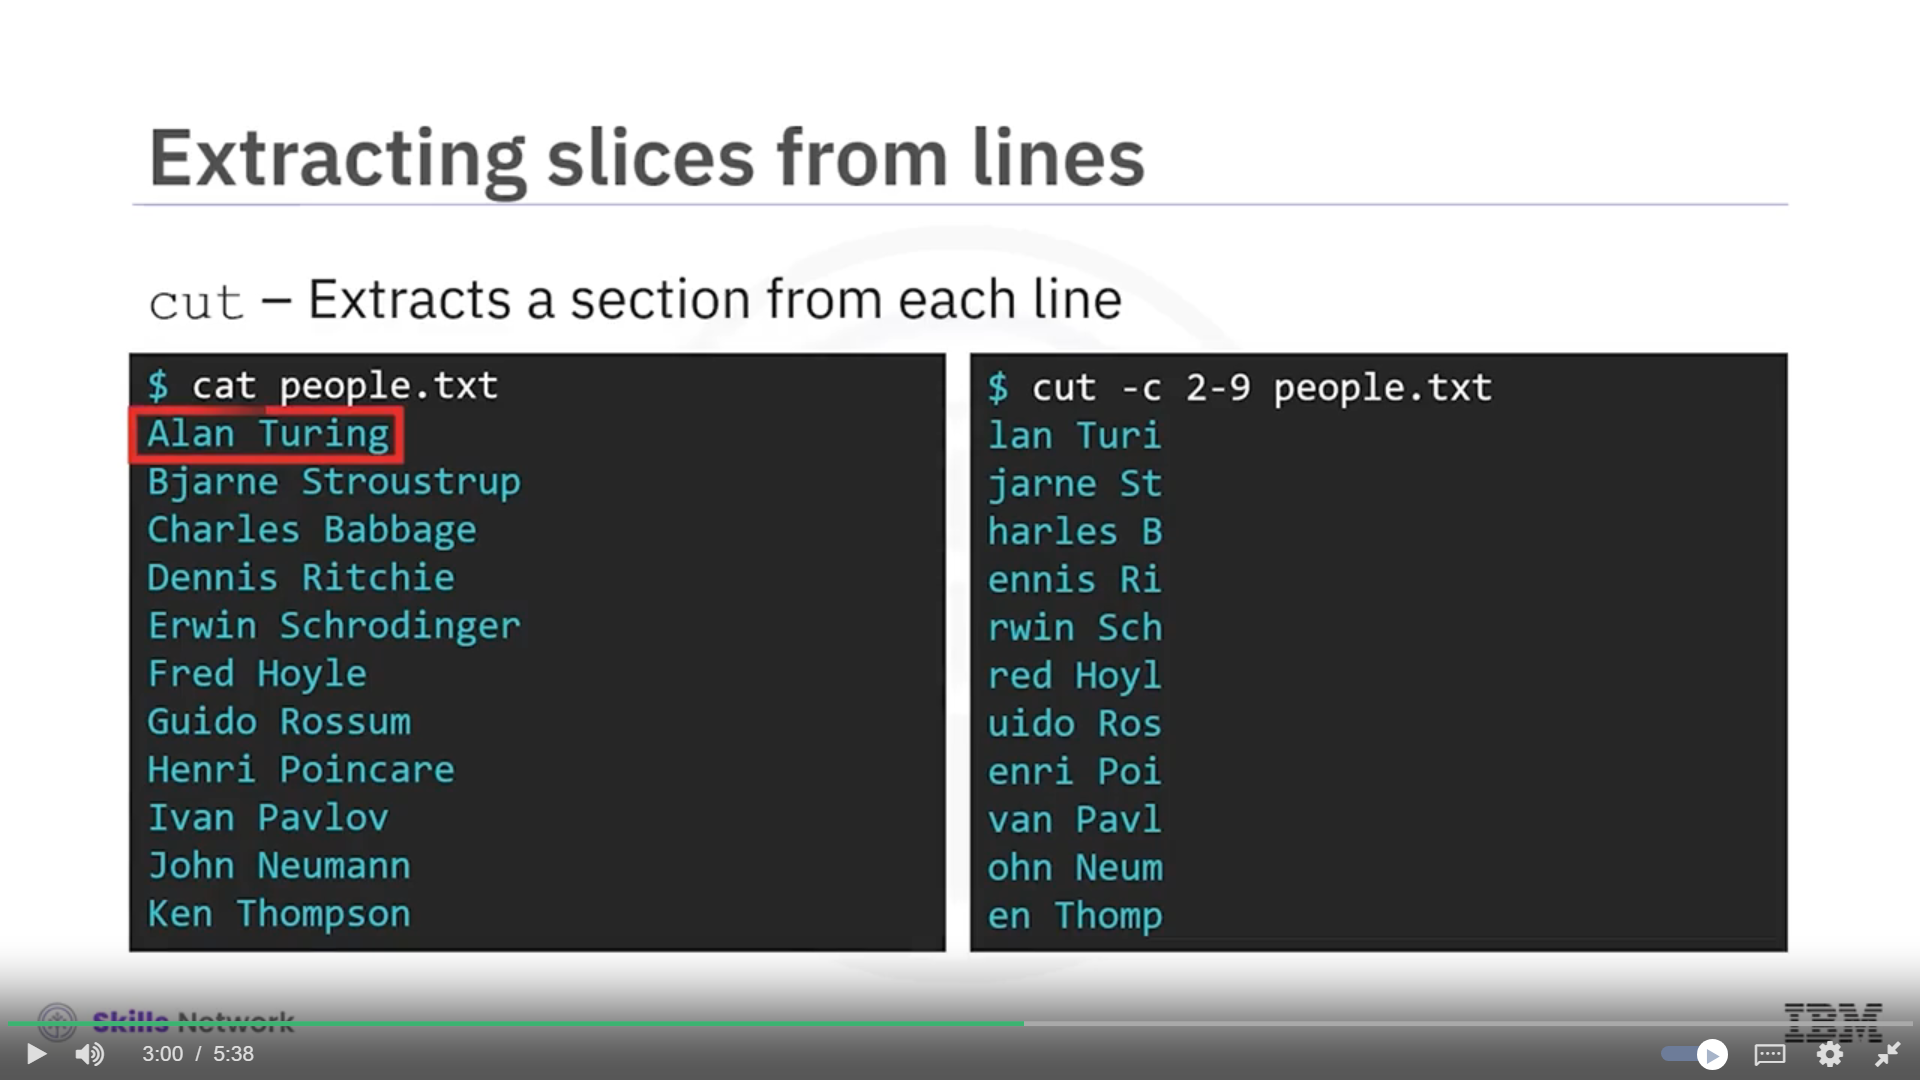 Extracting slices from lines
cut – Extracts a section from each line
$ cat people.txt
Alan Turing
Bjarne Stroustrup
Charles Babbage
Dennis Ritchie
Erwin Schrodinger
Fred Hoyle
Guido Rossum
Henri Poincare
Ivan Pavlov
John Neumann
Ken Thompson
$ cut -c 2-9 people.txt
lan Turi
jarne St
harles B
ennis Ri
rwin Sch
red Hoyl
uido Ros
enri Poi
van Pavl
ohn Neum
en Thomp
Skills Network
IBM
3:00 / 5:38